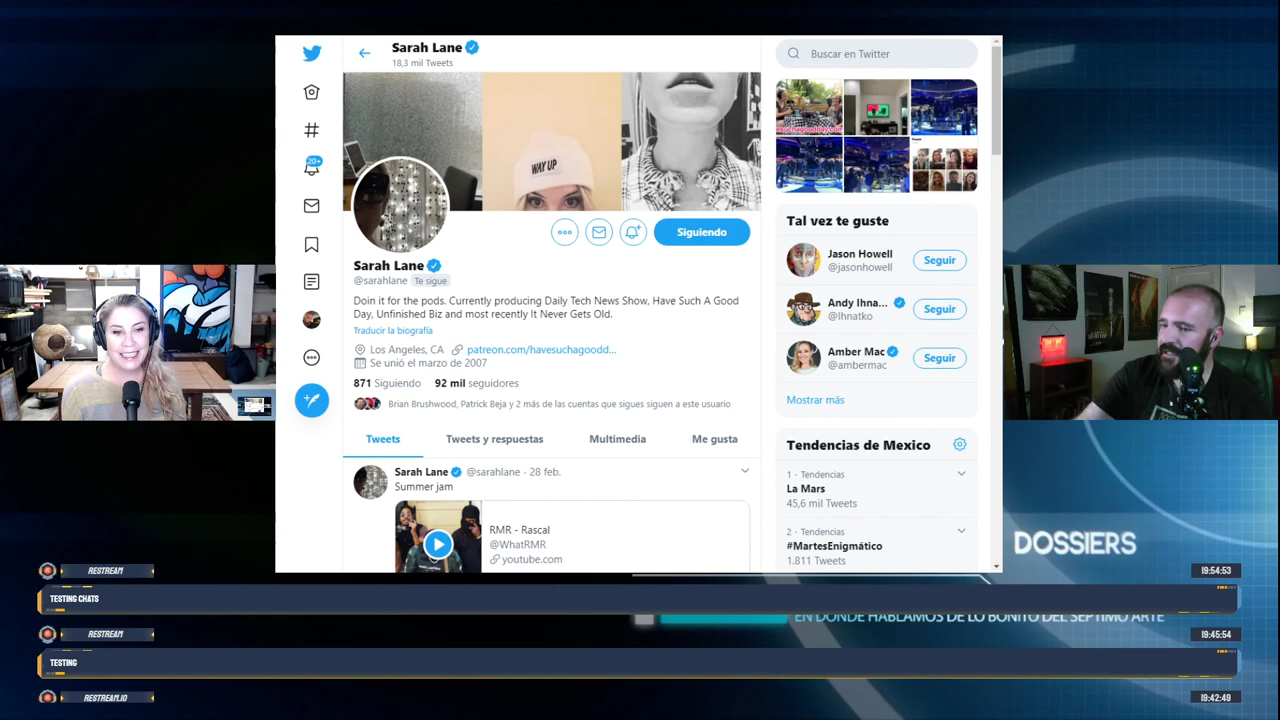 Sarah Lane
18,3 mil Tweets
WAY UP
20+
Siguiendo
Sarah Lane
@sarahlane Te sigue
Doin it for the pods. Currently producing Daily Tech News Show, Have Such A Good
Day, Unfinished Biz and most recently It Never Gets Old.
Traducir la biografía
Los Angeles, CA patreon.com/havesuchagoodd...
Se unió el marzo de 2007
871 Siguiendo 92 mil seguidores
Brian Brushwood, Patrick Beja y 2 más de las cuentas que sigues siguen a este usuario
Tweets Tweets y respuestas Multimedia Me gusta
Sarah Lane @sarahlane · 28 feb.
Summer jam
RMR - Rascal
@WhatRMR
youtube.com
Buscar en Twitter
Tal vez te guste
Jason Howell
@jasonhowell
Seguir
Andy Ihna...
@Ihnatko
Seguir
Amber Mac
@ambermac
Seguir
Mostrar más
Tendencias de Mexico
1 · Tendencias
La Mars
45,6 mil Tweets
2 · Tendencias
#MartesEnigmático
1.811 Tweets
DOSSIERS
EN DONDE HABLAMOS DE LO BONITO DEL SEPTIMO ARTE
RESTREAM 19:54:53
TESTING CHATS
RESTREAM 19:45:54
TESTING
RESTREAM.IO 19:42:49